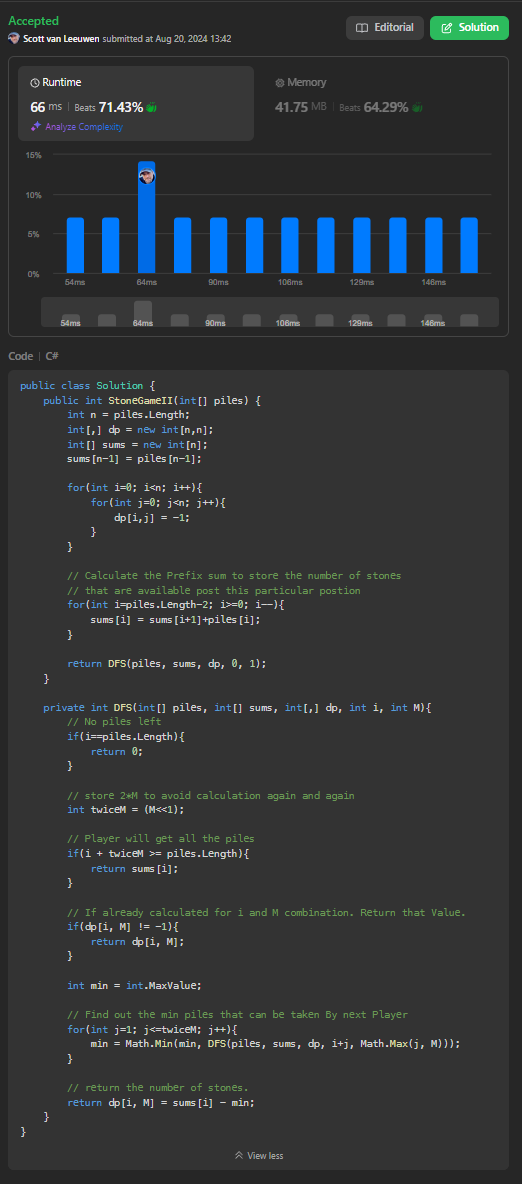 Accepted
Editorial
Solution
Scott van Leeuwen submitted at Aug 20, 2024 13:42
Runtime
66 ms | Beats 71.43%
Analyze Complexity
Memory
41.75 MB | Beats 64.29%
15%
10%
5%
0%
54ms 64ms 90ms 106ms 129ms 146ms
54ms 64ms 90ms 106ms 129ms 146ms
Code | C#
public class Solution {
    public int StoneGameII(int[] piles) {
        int n = piles.Length;
        int[,] dp = new int[n,n];
        int[] sums = new int[n];
        sums[n-1] = piles[n-1];

        for(int i=0; i<n; i++){
            for(int j=0; j<n; j++){
                dp[i,j] = -1;
            }
        }

        // Calculate the Prefix sum to store the number of stones
        // that are available post this particular postion
        for(int i=piles.Length-2; i>=0; i--){
            sums[i] = sums[i+1]+piles[i];
        }

        return DFS(piles, sums, dp, 0, 1);
    }

    private int DFS(int[] piles, int[] sums, int[,] dp, int i, int M){
        // No piles left
        if(i==piles.Length){
            return 0;
        }

        // store 2*M to avoid calculation again and again
        int twiceM = (M<<1);

        // Player will get all the piles
        if(i + twiceM >= piles.Length){
            return sums[i];
        }

        // If already calculated for i and M combination. Return that Value.
        if(dp[i, M] != -1){
            return dp[i, M];
        }

        int min = int.MaxValue;

        // Find out the min piles that can be taken By next Player
        for(int j=1; j<=twiceM; j++){
            min = Math.Min(min, DFS(piles, sums, dp, i+j, Math.Max(j, M)));
        }

        // return the number of stones.
        return dp[i, M] = sums[i] - min;
    }
}
View less